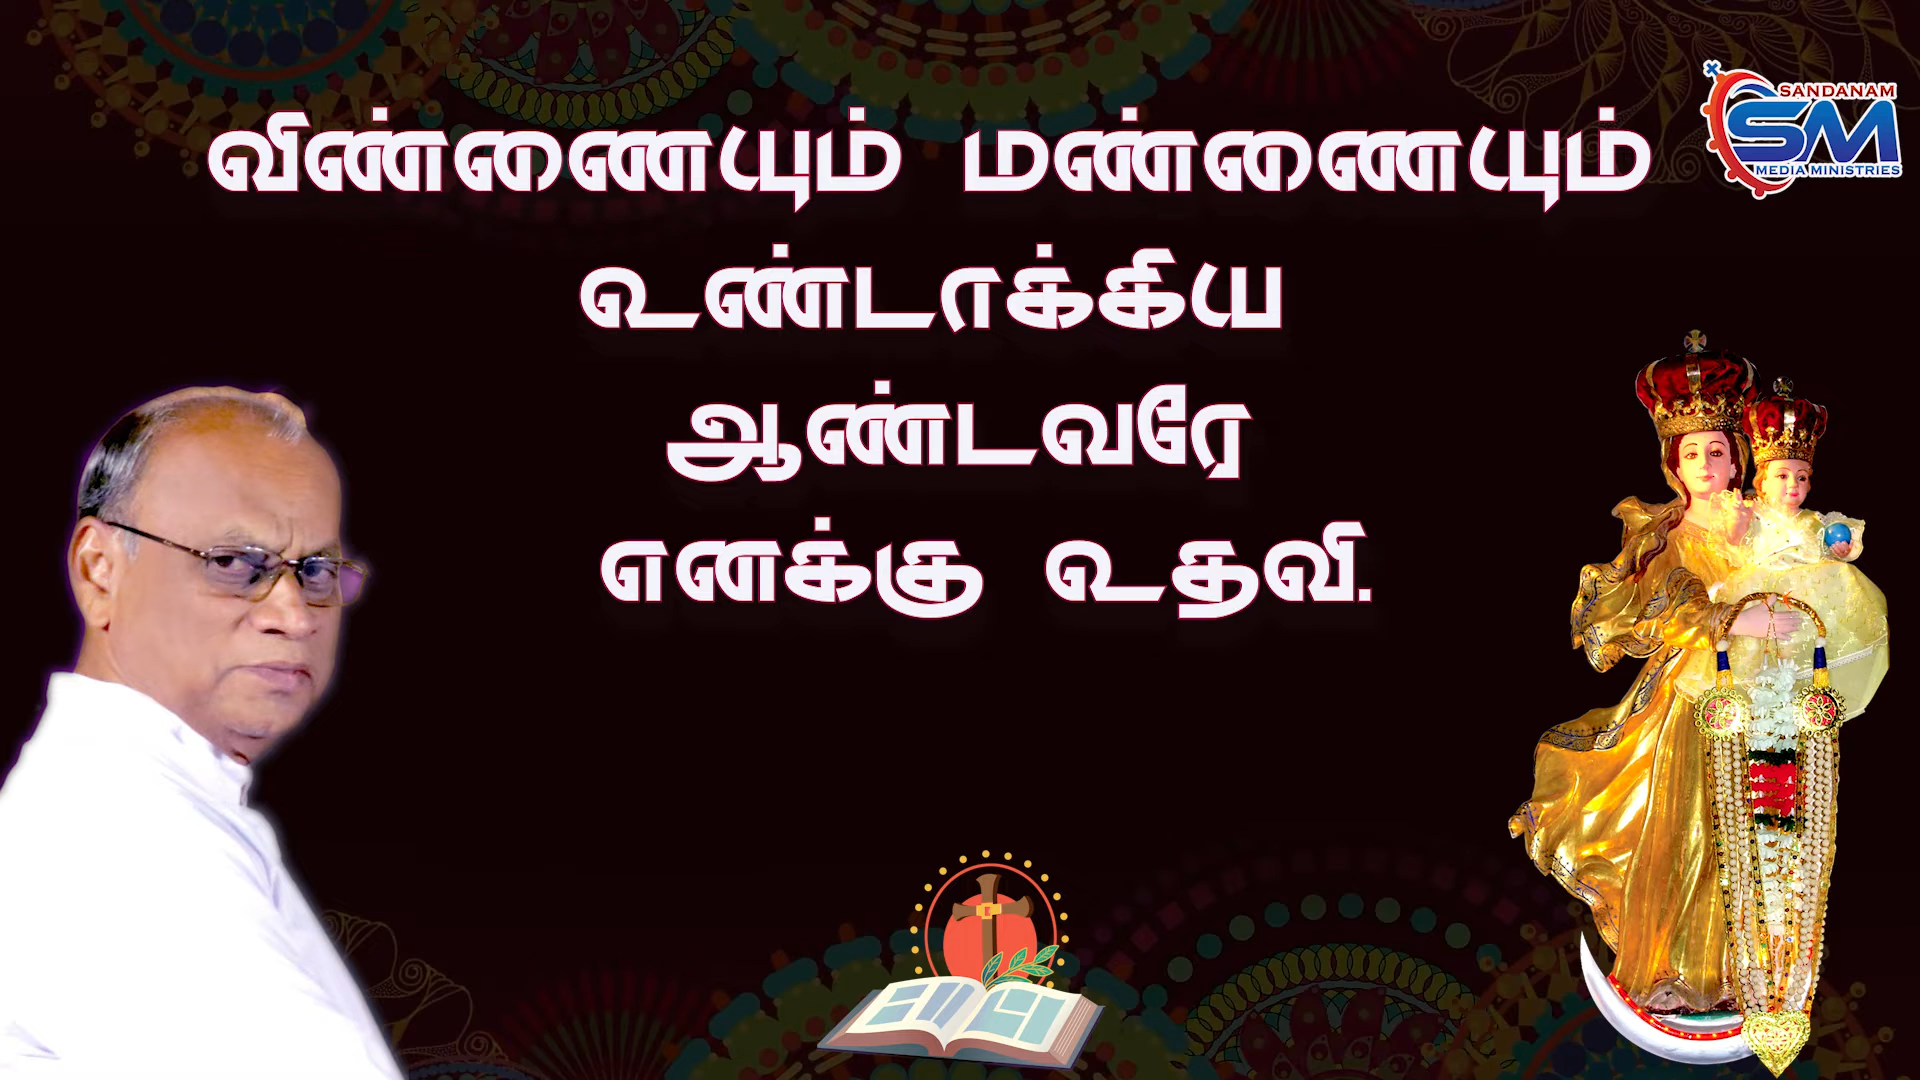 விண்ணையும் மண்ணையும்
உண்டாக்கிய
ஆண்டவரே
எனக்கு உதவி.
SANDANAM
SM
MEDIA MINISTRIES